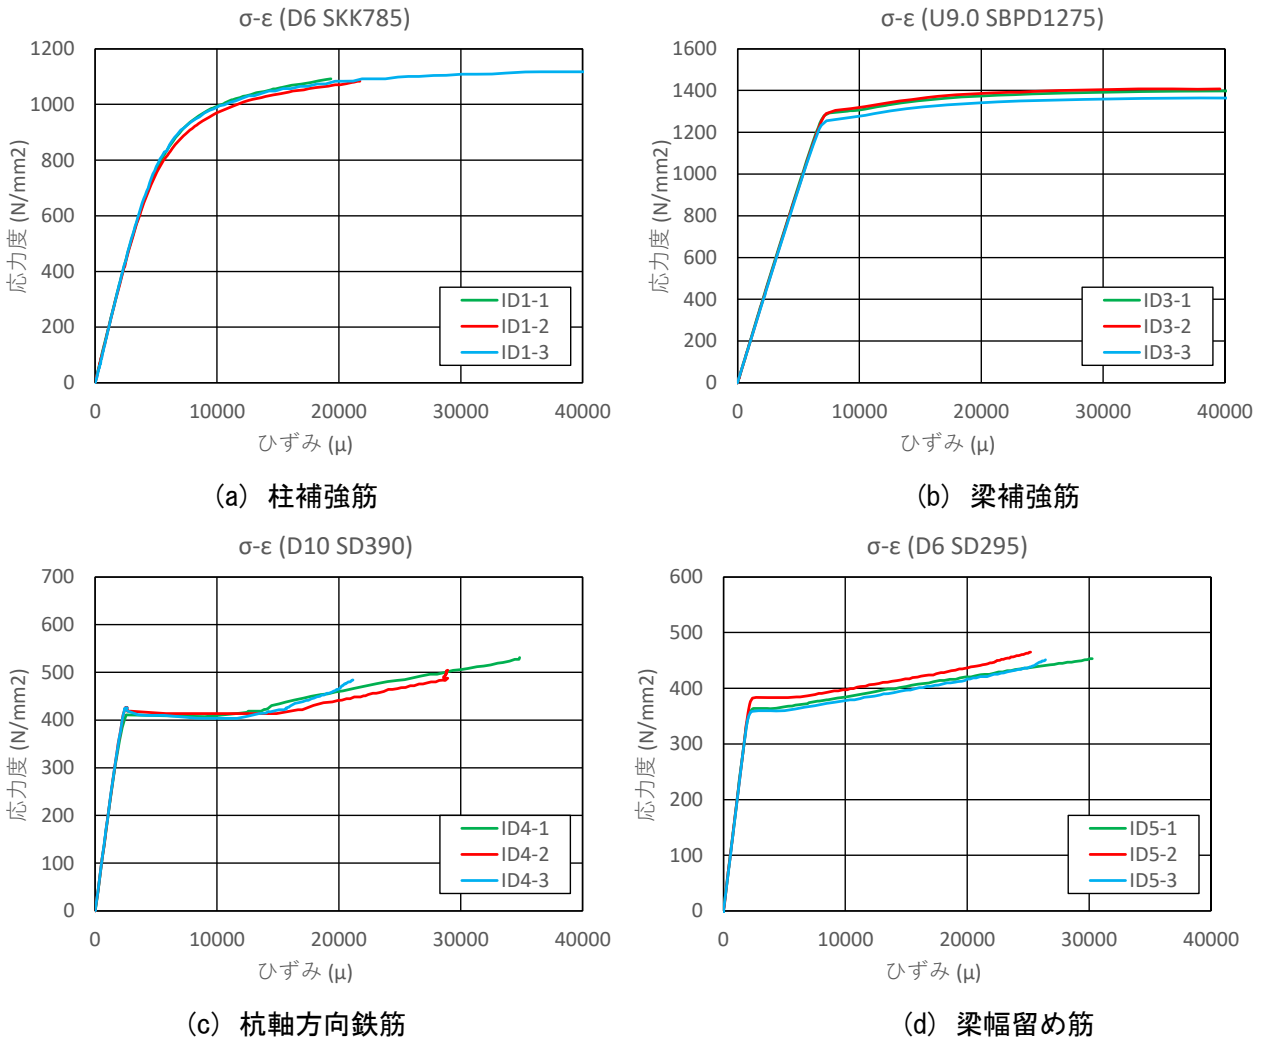 σ-ε (D6 SKK785)
1200
1000
800
600
400
200
0
応力度 (N/mm2)
ID1-1
ID1-2
ID1-3
0 10000 20000 30000 40000
ひずみ (μ)
(a) 柱補強筋
σ-ε (U9.0 SBPD1275)
1600
1400
1200
1000
800
600
400
200
0
応力度 (N/mm2)
ID3-1
ID3-2
ID3-3
0 10000 20000 30000 40000
ひずみ (μ)
(b) 梁補強筋
σ-ε (D10 SD390)
700
600
500
400
300
200
100
0
応力度 (N/mm2)
ID4-1
ID4-2
ID4-3
0 10000 20000 30000 40000
ひずみ (μ)
(c) 杭軸方向鉄筋
σ-ε (D6 SD295)
600
500
400
300
200
100
0
応力度 (N/mm2)
ID5-1
ID5-2
ID5-3
0 10000 20000 30000 40000
ひずみ (μ)
(d) 梁幅留め筋